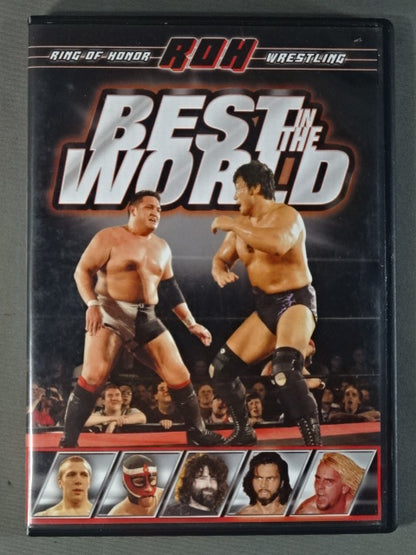 RING OF HONOR ROH WRESTLING
BEST IN
THE
WORLD